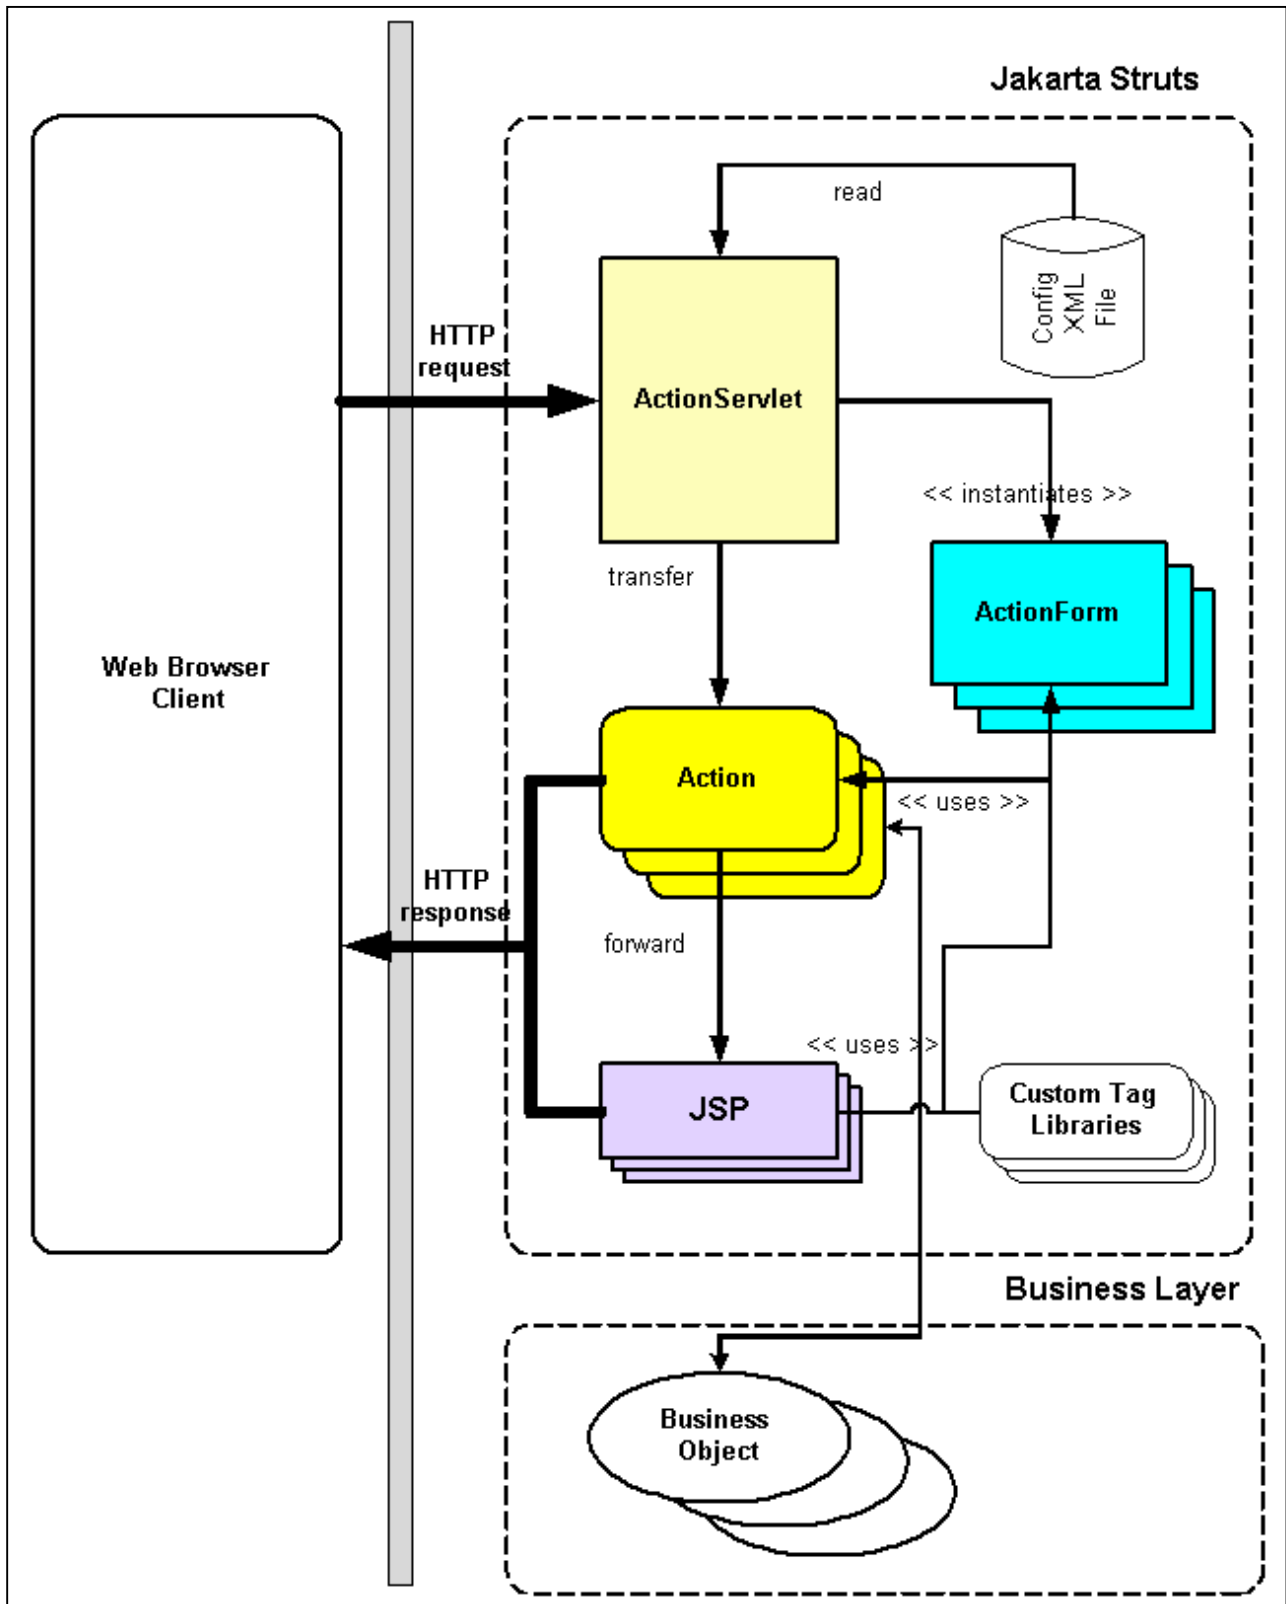 Jakarta Struts
read
Config
XML
File
HTTP
request
ActionServlet
<< instantiates >>
transfer
ActionForm
Web Browser
Client
Action
<< uses >>
HTTP
response
forward
<< uses >>
JSP
Custom Tag
Libraries
Business Layer
Business
Object